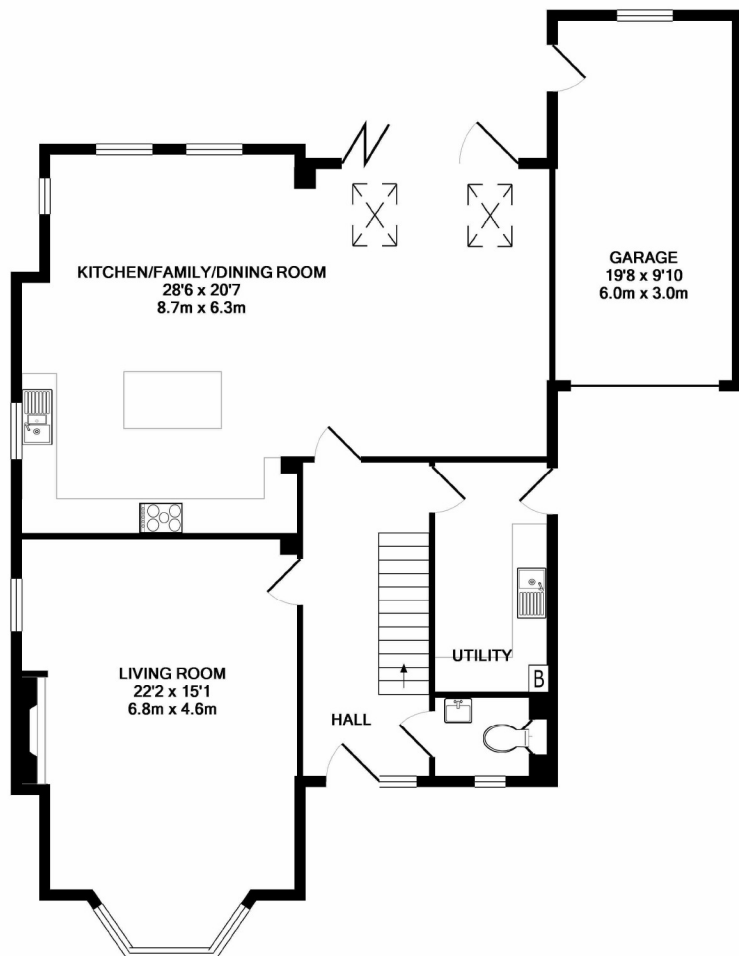 KITCHEN/FAMILY/DINING ROOM
28'6 x 20'7
8.7m x 6.3m
GARAGE
19'8 x 9'10
6.0m x 3.0m
LIVING ROOM
22'2 x 15'1
6.8m x 4.6m
HALL
UTILITY
B